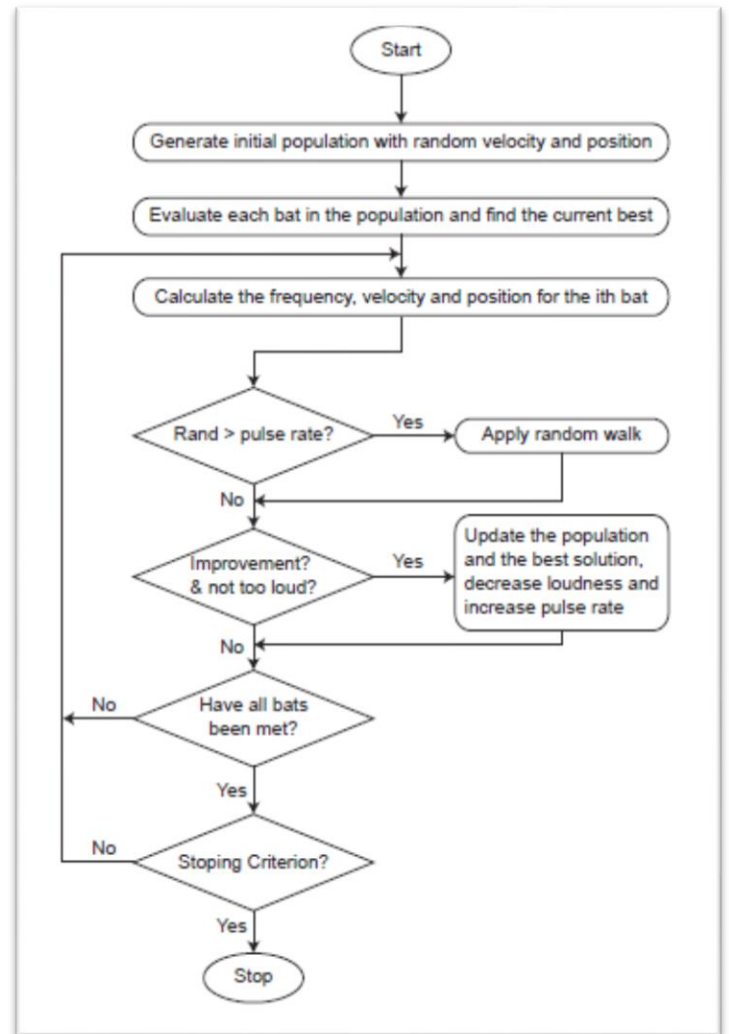 Start
Generate initial population with random velocity and position
Evaluate each bat in the population and find the current best
Calculate the frequency, velocity and position for the ith bat
Rand > pulse rate?
Yes
Apply random walk
No
Improvement?
& not too loud?
Yes
Update the population
and the best solution,
decrease loudness and
increase pulse rate
No
Have all bats
been met?
No
Yes
Stoping Criterion?
No
Yes
Stop